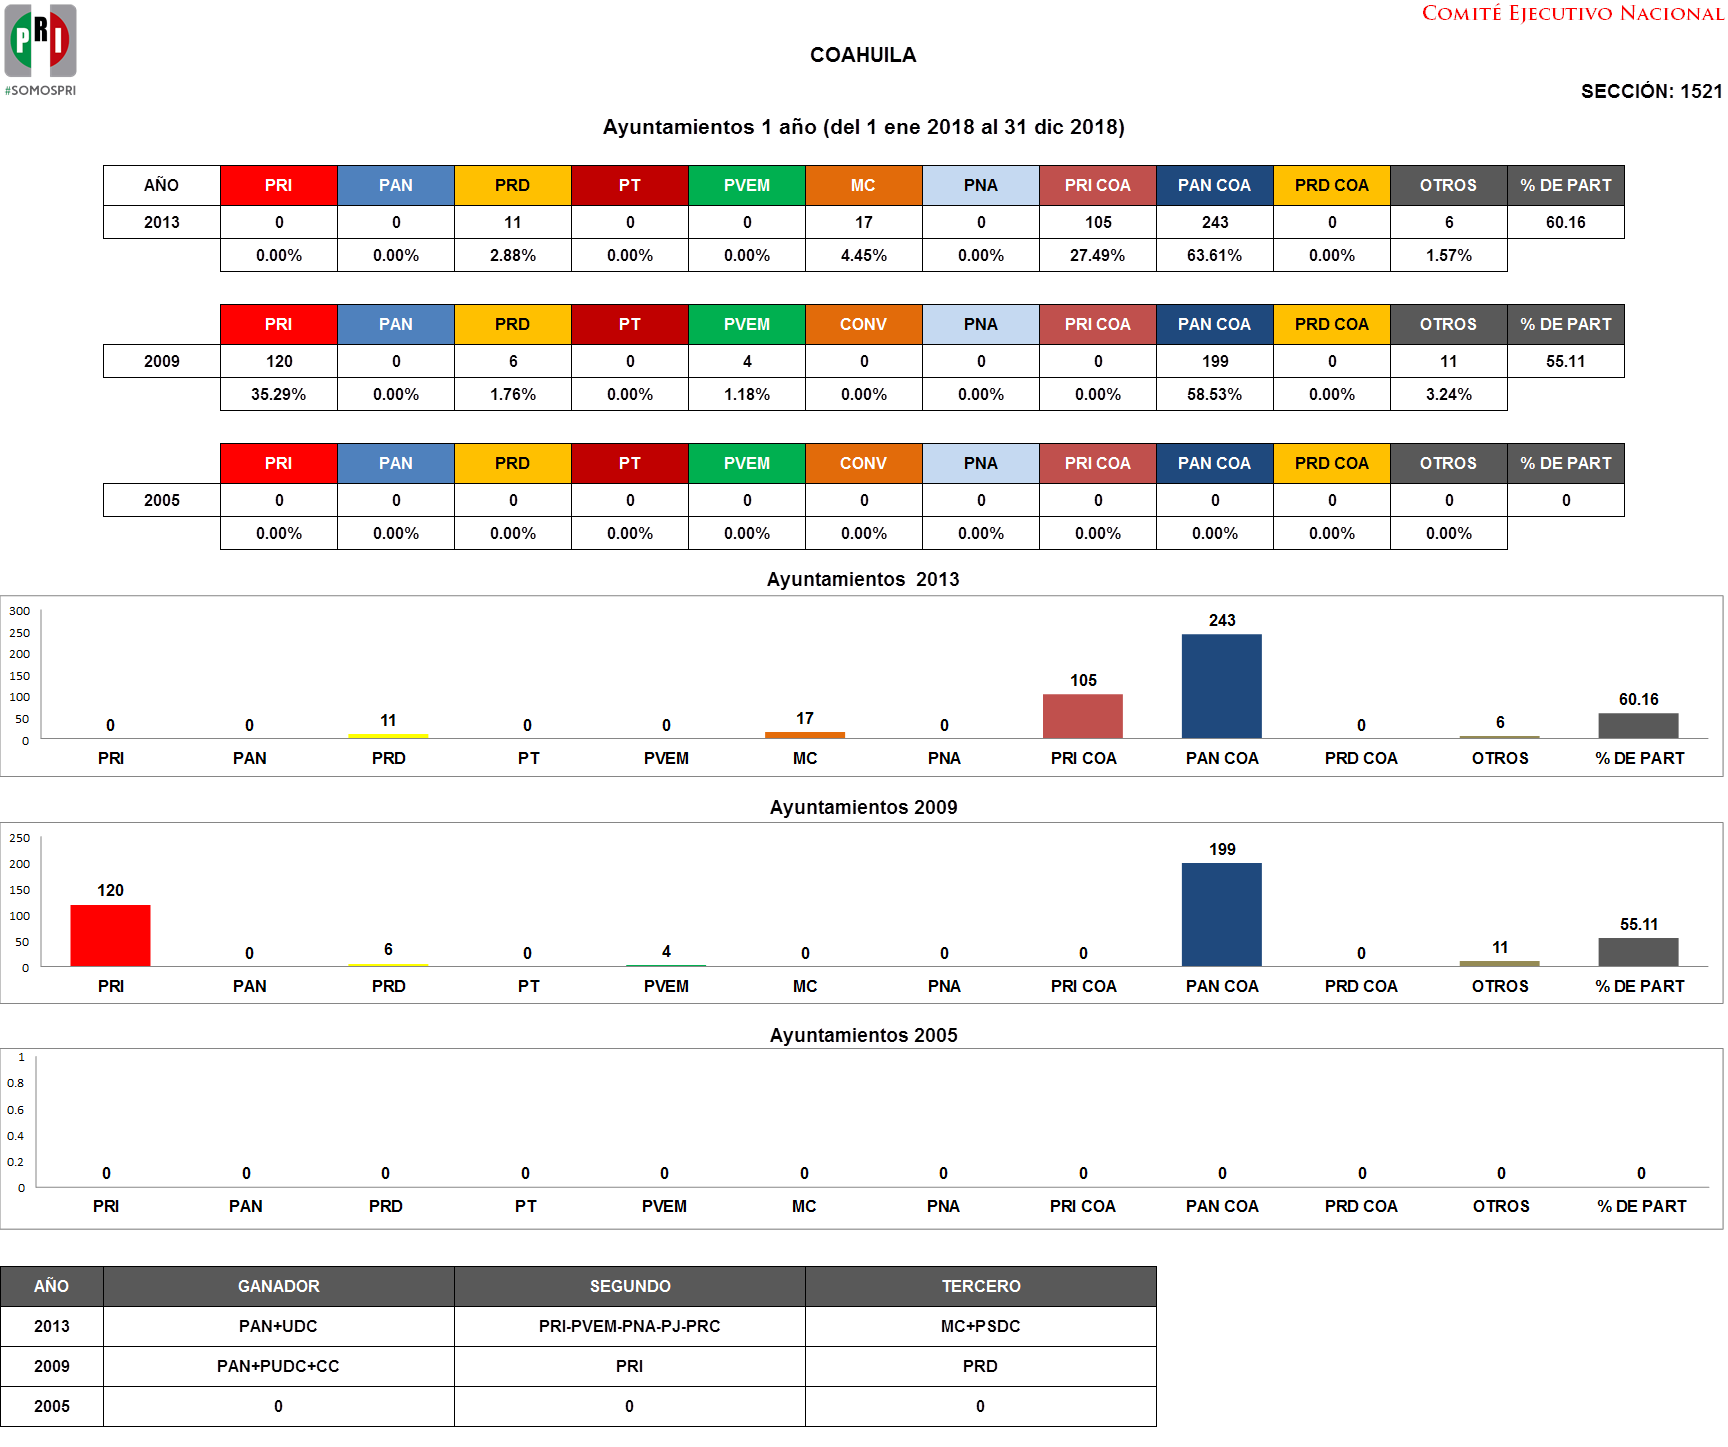 PRI
#SOMOSPRI
COMITÉ EJECUTIVO NACIONAL
COAHUILA
SECCIÓN: 1521
Ayuntamientos 1 año (del 1 ene 2018 al 31 dic 2018)
AÑO PRI PAN PRD PT PVEM MC PNA PRI COA PAN COA PRD COA OTROS % DE PART
2013 0 0 11 0 0 17 0 105 243 0 6 60.16
0.00% 0.00% 2.88% 0.00% 0.00% 4.45% 0.00% 27.49% 63.61% 0.00% 1.57%
PRI PAN PRD PT PVEM CONV PNA PRI COA PAN COA PRD COA OTROS % DE PART
2009 120 0 6 0 4 0 0 0 199 0 11 55.11
35.29% 0.00% 1.76% 0.00% 1.18% 0.00% 0.00% 0.00% 58.53% 0.00% 3.24%
PRI PAN PRD PT PVEM CONV PNA PRI COA PAN COA PRD COA OTROS % DE PART
2005 0 0 0 0 0 0 0 0 0 0 0 0
0.00% 0.00% 0.00% 0.00% 0.00% 0.00% 0.00% 0.00% 0.00% 0.00% 0.00%
Ayuntamientos 2013
300
250
200
150
100
50
0
0 0 11 0 0 17 0 105 243 0 6 60.16
PRI PAN PRD PT PVEM MC PNA PRI COA PAN COA PRD COA OTROS % DE PART
Ayuntamientos 2009
250
200
150
100
50
0
120 0 6 0 4 0 0 0 199 0 11 55.11
PRI PAN PRD PT PVEM MC PNA PRI COA PAN COA PRD COA OTROS % DE PART
Ayuntamientos 2005
1
0.8
0.6
0.4
0.2
0
0 0 0 0 0 0 0 0 0 0 0 0
PRI PAN PRD PT PVEM MC PNA PRI COA PAN COA PRD COA OTROS % DE PART
AÑO GANADOR SEGUNDO TERCERO
2013 PAN+UDC PRI-PVEM-PNA-PJ-PRC MC+PSDC
2009 PAN+PUDC+CC PRI PRD
2005 0 0 0